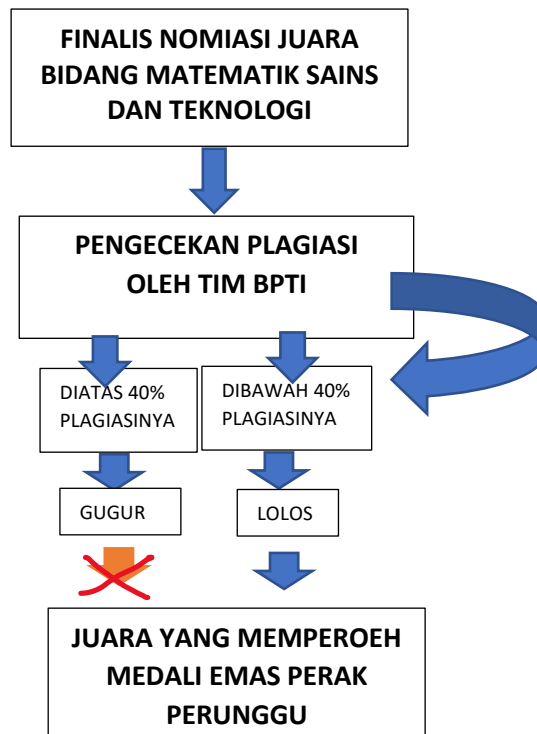 FINALIS NOMIASI JUARA
BIDANG MATEMATIK SAINS
DAN TEKNOLOGI
PENGECEKAN PLAGIASI
OLEH TIM BPTI
DIATAS 40%
PLAGIASINYA
DIBAWAH 40%
PLAGIASINYA
GUGUR
LOLOS
JUARA YANG MEMPEROEH
MEDALI EMAS PERAK
PERUNGGU